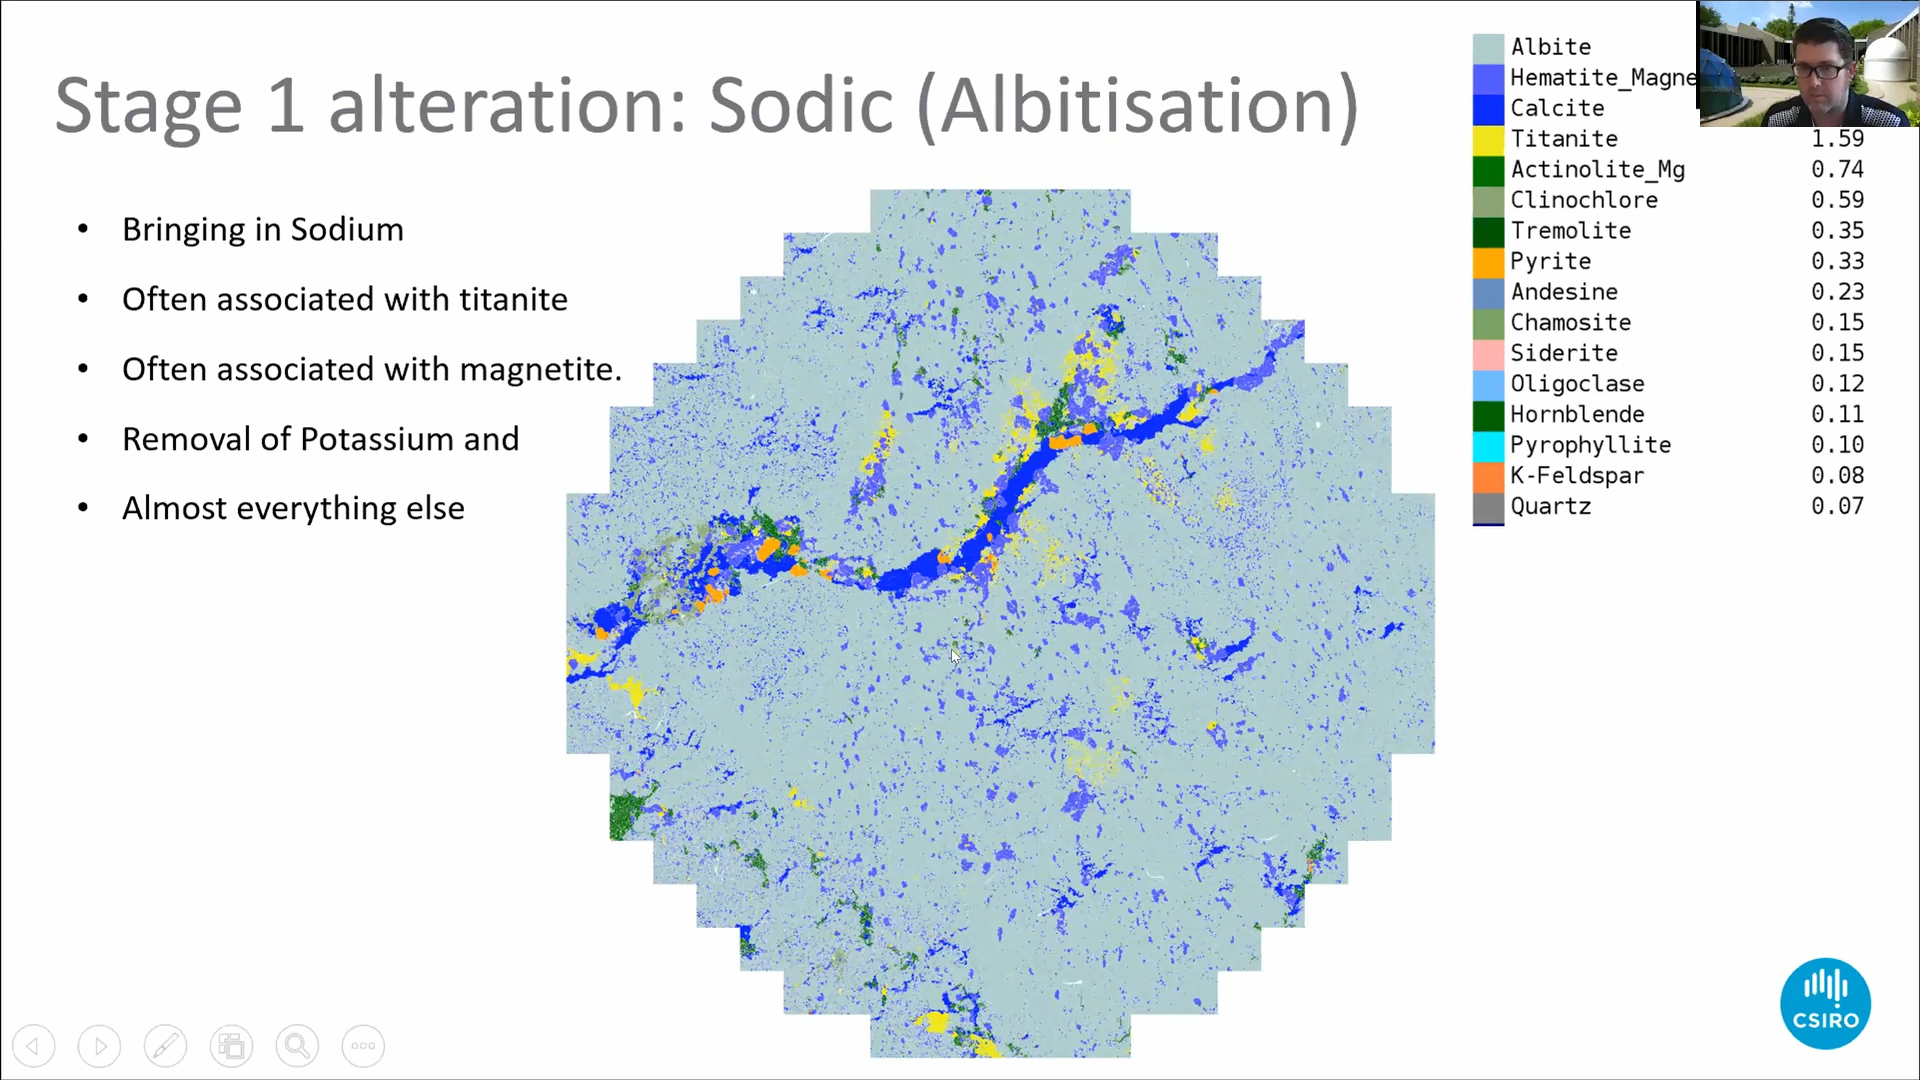 Stage 1 alteration: Sodic (Albitisation)
• Bringing in Sodium
• Often associated with titanite
• Often associated with magnetite.
• Removal of Potassium and
• Almost everything else
Albite
Hematite_Magne
Calcite
Titanite 1.59
Actinolite_Mg 0.74
Clinochlore 0.59
Tremolite 0.35
Pyrite 0.33
Andesine 0.23
Chamosite 0.15
Siderite 0.15
Oligoclase 0.12
Hornblende 0.11
Pyrophyllite 0.10
K-Feldspar 0.08
Quartz 0.07
CSIRO